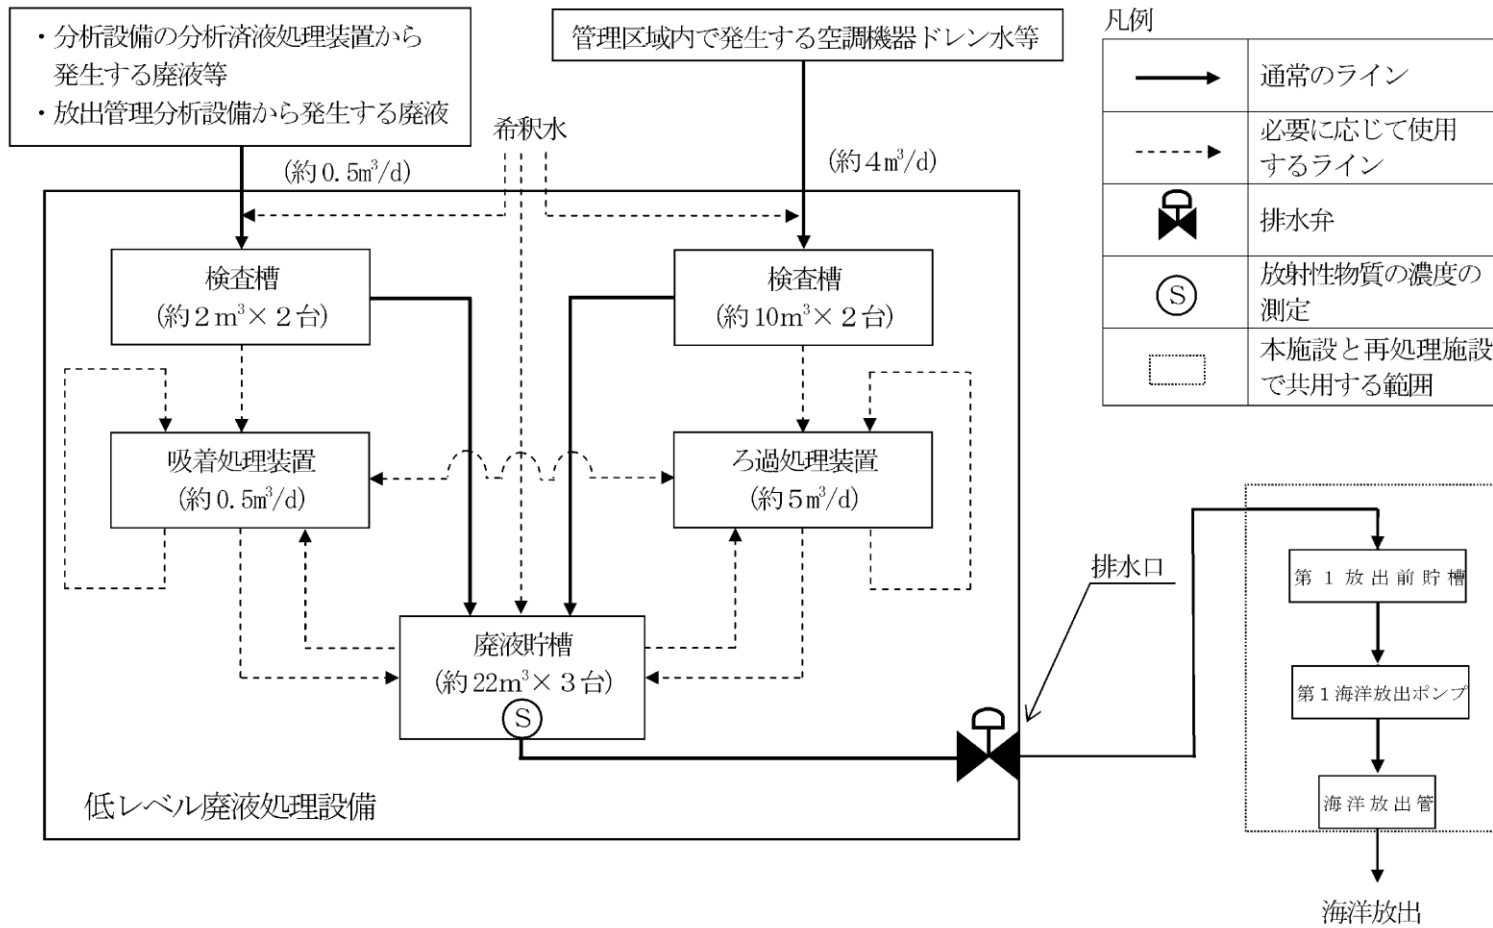 ・分析設備の分析済液処理装置から
発生する廃液等
・放出管理分析設備から発生する廃液
管理区域内で発生する空調機器ドレン水等
希釈水
(約0.5m³/d)
(約4m³/d)
検査槽
(約2m³×2台)
検査槽
(約10m³×2台)
吸着処理装置
(約0.5m³/d)
ろ過処理装置
(約5m³/d)
廃液貯槽
(約22m³×3台)
S
低レベル廃液処理設備
排水口
凡例
通常のライン
必要に応じて使用
するライン
排水弁
S
放射性物質の濃度の
測定
本施設と再処理施設
で共用する範囲
第1放出前貯槽
第1海洋放出ポンプ
海洋放出管
海洋放出